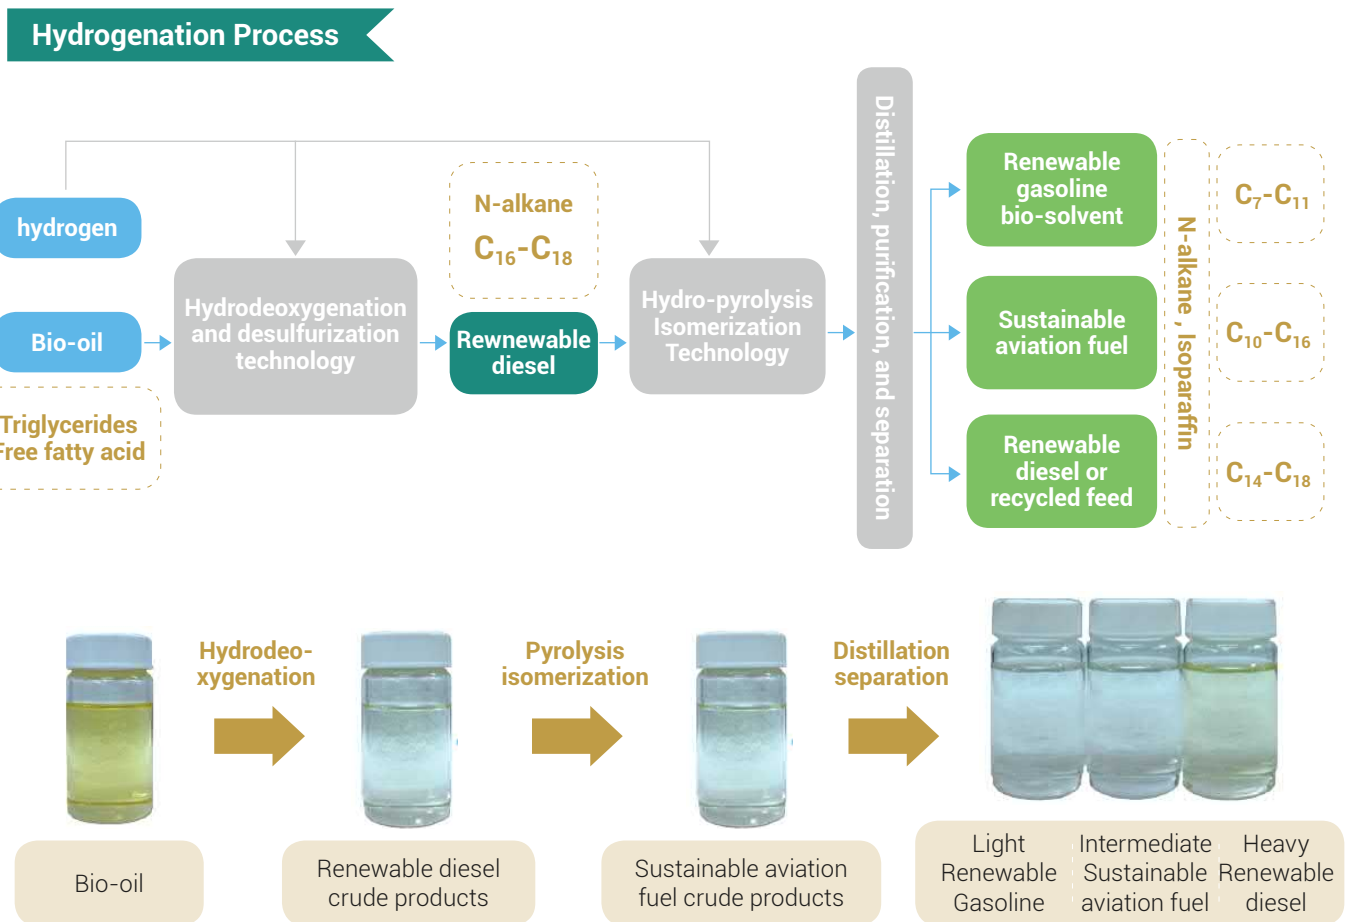 Hydrogenation Process
hydrogen
Bio-oil
Triglycerides
Free fatty acid
Hydrodeoxygenation
and desulfurization
technology
N-alkane
C₁₆-C₁₈
Rewnewable
diesel
Hydro-pyrolysis
Isomerization
Technology
Distillation, purification, and separation
Renewable
gasoline
bio-solvent
Sustainable
aviation fuel
Renewable
diesel or
recycled feed
N-alkane , Isoparaffin
C₇-C₁₁
C₁₀-C₁₆
C₁₄-C₁₈
Hydrodeo-
xygenation
Pyrolysis
isomerization
Distillation
separation
Bio-oil
Renewable diesel
crude products
Sustainable aviation
fuel crude products
Light
Renewable
Gasoline
Intermediate
Sustainable
aviation fuel
Heavy
Renewable
diesel